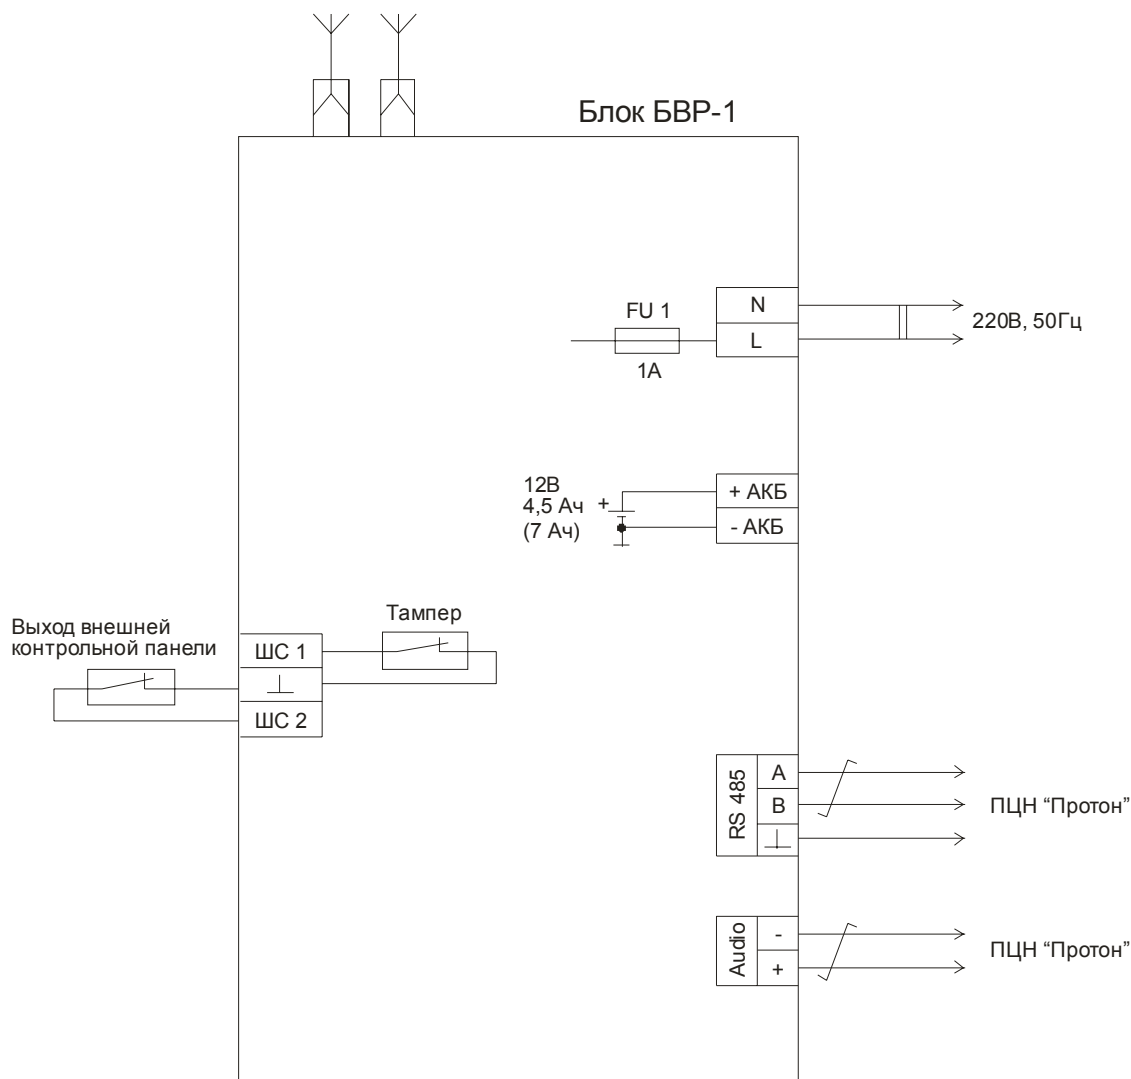 Блок БВР-1
FU 1
1А
N
L
220В, 50Гц
12В
4,5 Ач
(7 Ач)
+
+ АКБ
- АКБ
Выход внешней
контрольной панели
Тампер
ШС 1
ШС 2
RS 485
A
B
ПЦН “Протон”
Audio
-
+
ПЦН “Протон”